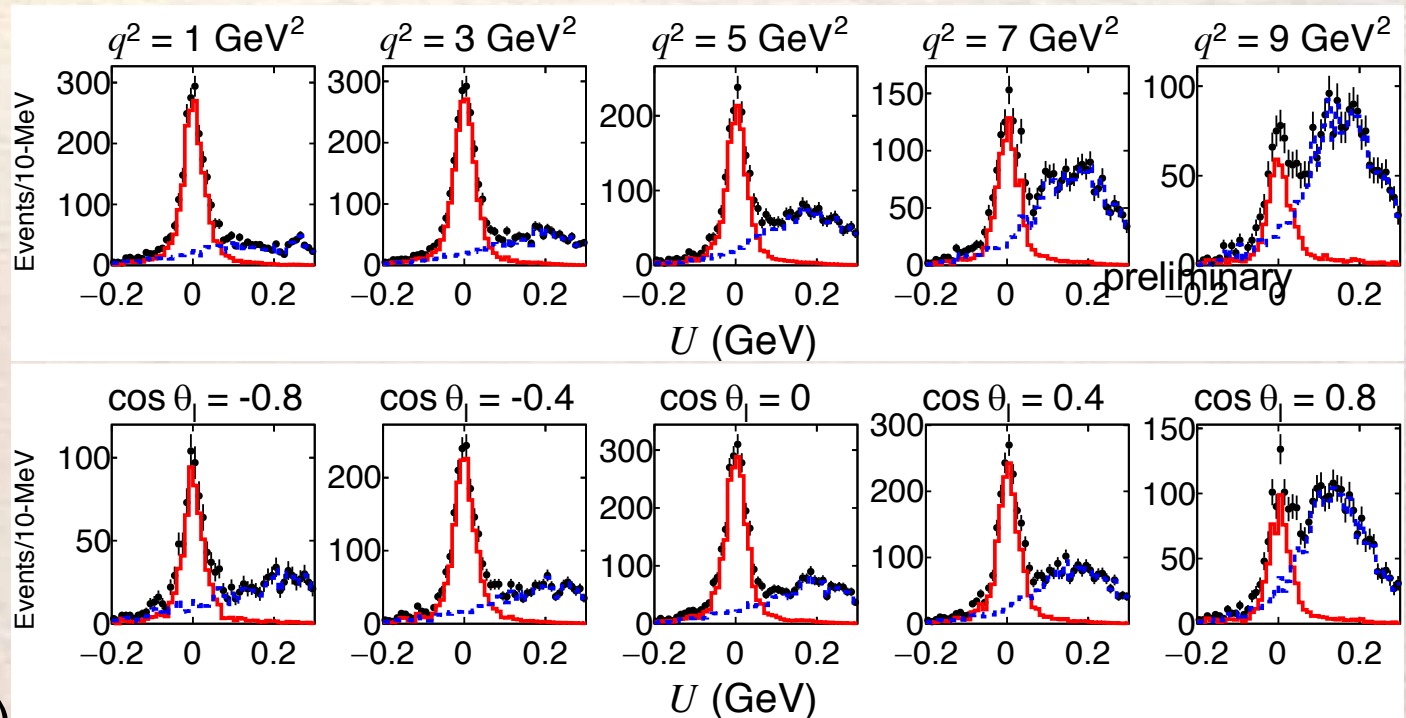 q² = 1 GeV² q² = 3 GeV² q² = 5 GeV² q² = 7 GeV² q² = 9 GeV²
Events/10-MeV
300 300 200 150 100
200 200 100 100 50
100 100 0 50 0
0 0 0
−0.2 0 0.2 −0.2 0 0.2 −0.2 0 0.2 −0.2 0 0.2 −0.2 0 0.2
preliminary
U (GeV)
cos θl = -0.8 cos θl = -0.4 cos θl = 0 cos θl = 0.4 cos θl = 0.8
Events/10-MeV
100 200 300 300 150
50 100 200 200 100
0 0 100 100 50
0 0 0
−0.2 0 0.2 −0.2 0 0.2 −0.2 0 0.2 −0.2 0 0.2 −0.2 0 0.2
U (GeV)
)